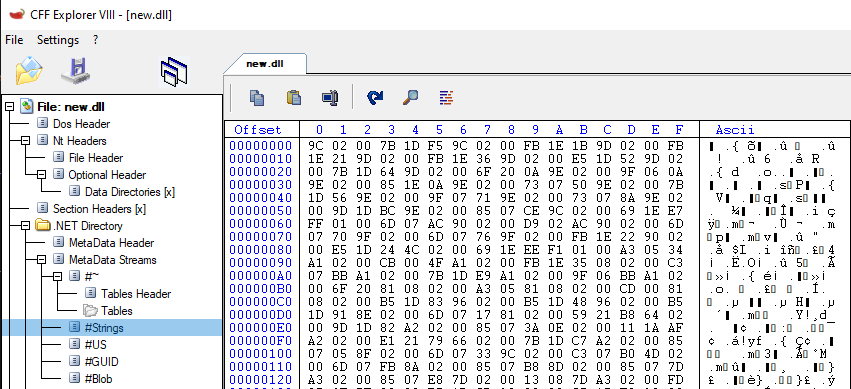 CFF Explorer VIII - [new.dll]
File Settings ?
new.dll
File: new.dll
Dos Header
Nt Headers
File Header
Optional Header
Data Directories [x]
Section Headers [x]
.NET Directory
MetaData Header
MetaData Streams
#~
Tables Header
Tables
#Strings
#US
#GUID
#Blob
Offset 0 1 2 3 4 5 6 7 8 9 A B C D E F Ascii
00000000 9C 02 00 7B 1D F5 9C 02 00 FB 1E 1B 9D 02 00 FB
00000010 1E 21 9D 02 00 FB 1E 36 9D 02 00 E5 1D 52 9D 02
00000020 00 7B 1D 64 9D 02 00 6F 20 0A 9E 02 00 9F 06 0A
00000030 9E 02 00 85 1E 0A 9E 02 00 73 07 50 9E 02 00 7B
00000040 1D 56 9E 02 00 9F 07 71 9E 02 00 73 07 8A 9E 02
00000050 00 9D 1D BC 9E 02 00 85 07 CE 9C 02 00 69 1E E7
00000060 FF 01 00 6D 07 AC 90 02 00 D9 02 AC 90 02 00 6D
00000070 07 70 9F 02 00 6D 07 76 9F 02 00 FB 1E 22 90 02
00000080 00 E5 1D 24 4C 02 00 69 1E EE F1 01 00 A3 05 34
00000090 A1 02 00 CB 00 4F A1 02 00 FB 1E 35 08 02 00 C3
000000A0 07 BB A1 02 00 7B 1D E9 A1 02 00 9F 06 BB A1 02
000000B0 00 6F 20 81 08 02 00 A3 05 81 08 02 00 CD 00 81
000000C0 08 02 00 B5 1D 83 96 02 00 B5 1D 48 96 02 00 B5
000000D0 1D 91 8E 02 00 6D 07 17 81 02 00 59 21 B8 64 02
000000E0 00 9D 1D 82 A2 02 00 85 07 3A 0E 02 00 11 1A AF
000000F0 A2 02 00 E1 21 79 66 02 00 7B 1D C7 A2 02 00 85
00000100 07 05 8F 02 00 6D 07 33 9C 02 00 C3 07 B0 4D 02
00000110 00 6D 07 FB 8A 02 00 85 07 B8 8D 02 00 85 07 7D
00000120 A3 02 00 85 07 E8 7D 02 00 13 08 7D A3 02 00 FD